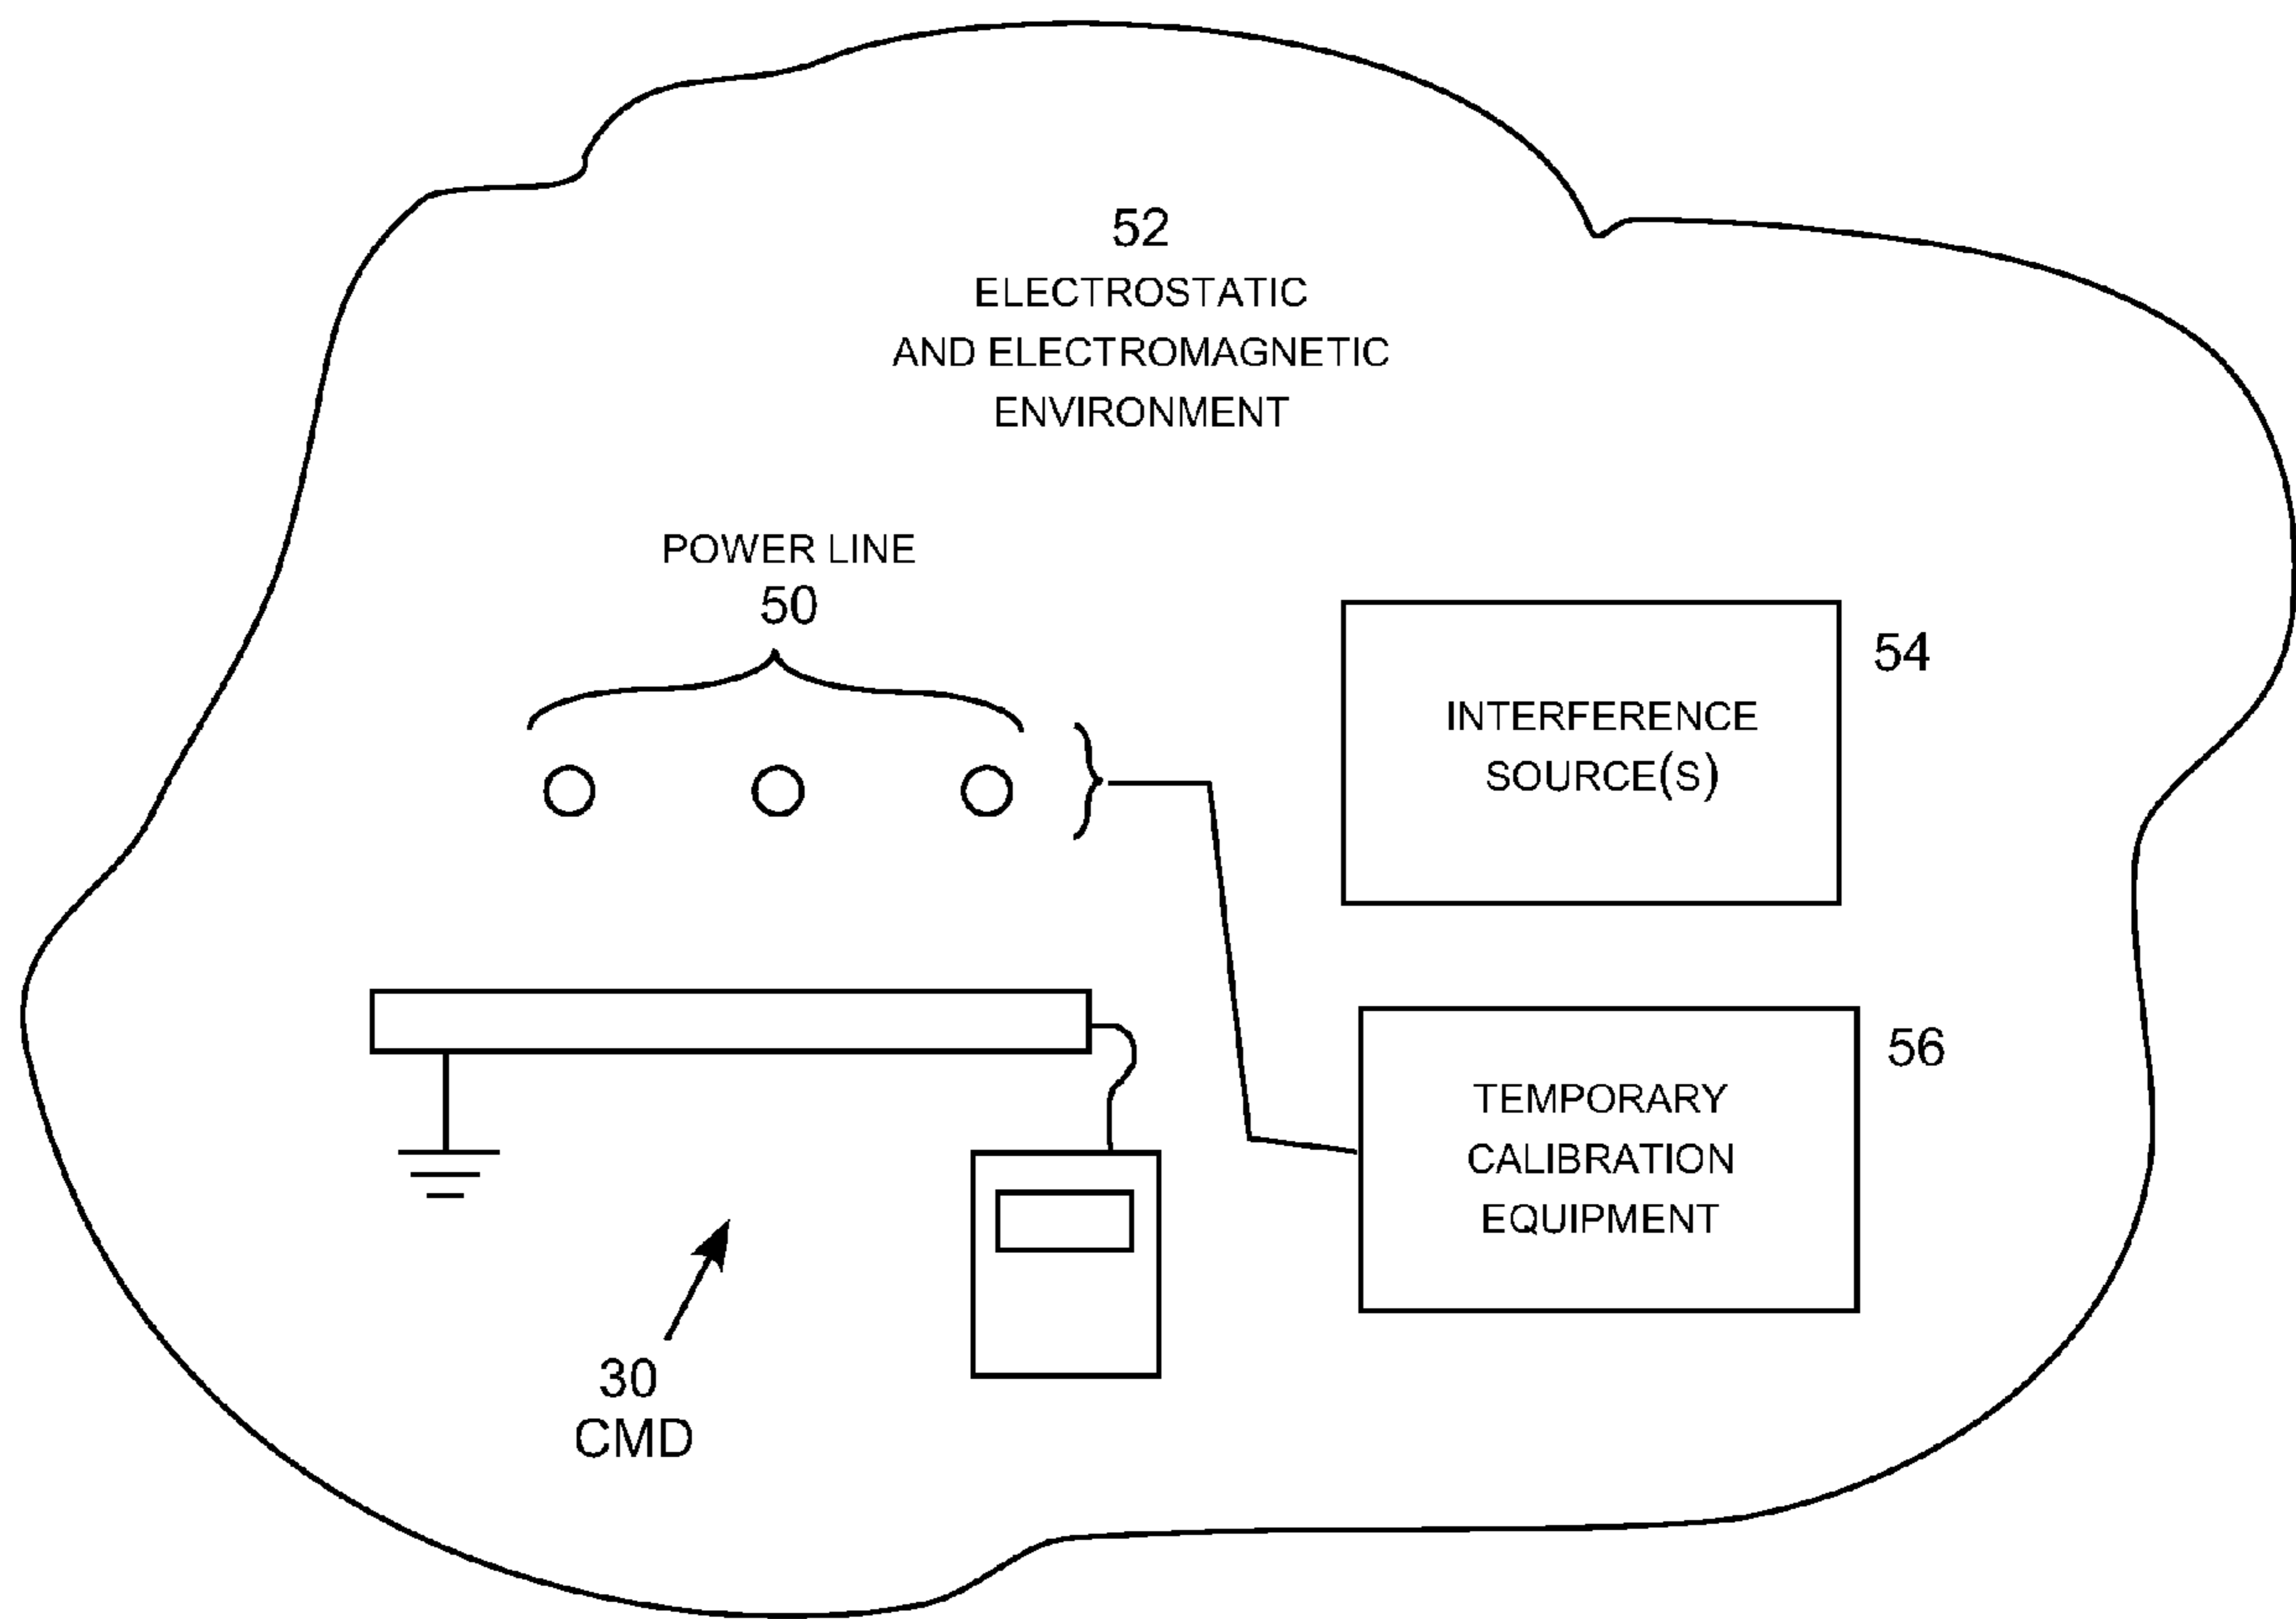 52
ELECTROSTATIC
AND ELECTROMAGNETIC
ENVIRONMENT
POWER LINE
50
54
INTERFERENCE
SOURCE(S)
56
TEMPORARY
CALIBRATION
EQUIPMENT
30
CMD